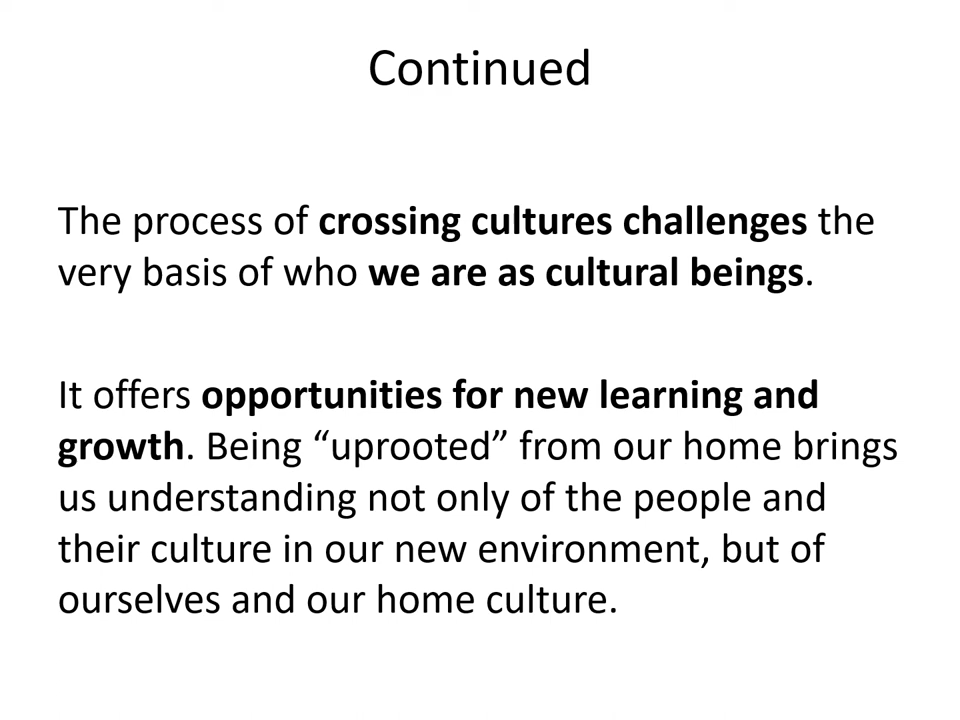 Continued
The process of crossing cultures challenges the
very basis of who we are as cultural beings.
It offers opportunities for new learning and
growth. Being “uprooted” from our home brings
us understanding not only of the people and
their culture in our new environment, but of
ourselves and our home culture.